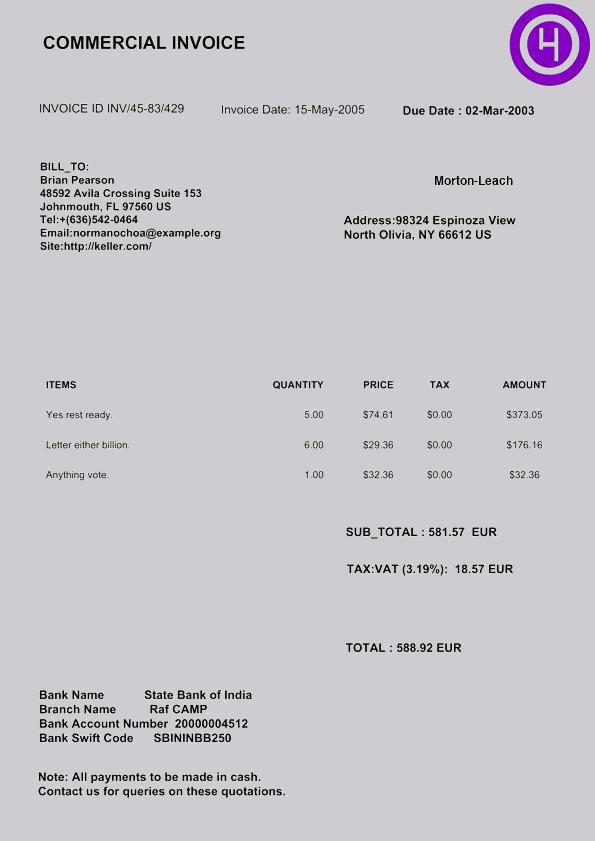 COMMERCIAL INVOICE
INVOICE ID INV/45-83/429 Invoice Date: 15-May-2005 Due Date : 02-Mar-2003
BILL_TO:
Brian Pearson
48592 Avila Crossing Suite 153
Johnmouth, FL 97560 US
Tel:+(636)542-0464
Email:normanochoa@example.org
Site:http://keller.com/
Morton-Leach
Address:98324 Espinoza View
North Olivia, NY 66612 US
ITEMS QUANTITY PRICE TAX AMOUNT
Yes rest ready. 5.00 $74.61 $0.00 $373.05
Letter either billion. 6.00 $29.36 $0.00 $176.16
Anything vote. 1.00 $32.36 $0.00 $32.36
SUB_TOTAL : 581.57 EUR
TAX:VAT (3.19%): 18.57 EUR
TOTAL : 588.92 EUR
Bank Name State Bank of India
Branch Name Raf CAMP
Bank Account Number 20000004512
Bank Swift Code SBININBB250
Note: All payments to be made in cash.
Contact us for queries on these quotations.